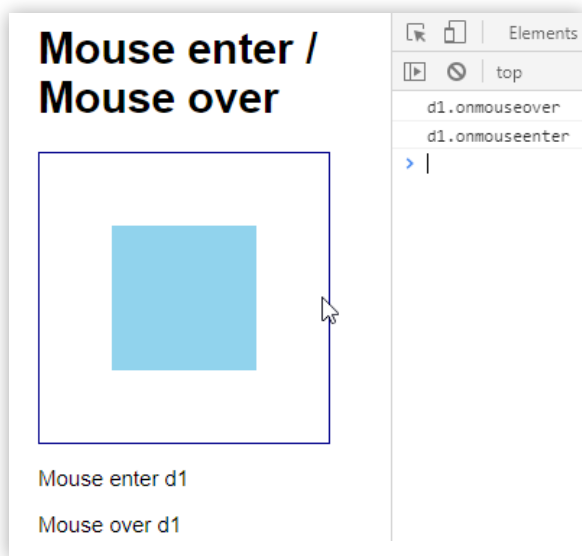 Mouse enter /
Mouse over
Mouse enter d1
Mouse over d1
Elements
top
d1.onmouseover
d1.onmouseenter